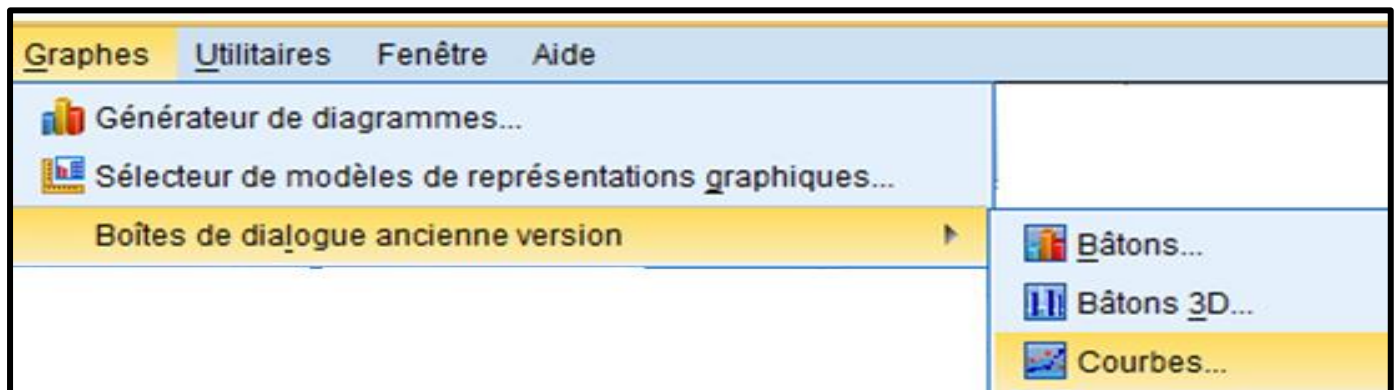 Graphes Utilitaires Fenêtre Aide
Générateur de diagrammes...
Sélecteur de modèles de représentations graphiques...
Boîtes de dialogue ancienne version
Bâtons...
Bâtons 3D...
Courbes...